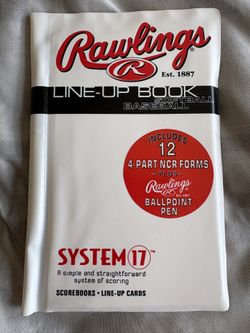 Rawlings
R
Est. 1887
LINE-UP BOOK
SOFTBALL
BASEBALL
INCLUDES
12
4-PART NCR FORMS
PLUS
Rawlings
BALLPOINT
PEN
SYSTEM 17™
A simple and straightforward
system of scoring
SCOREBOOKS • LINE-UP CARDS